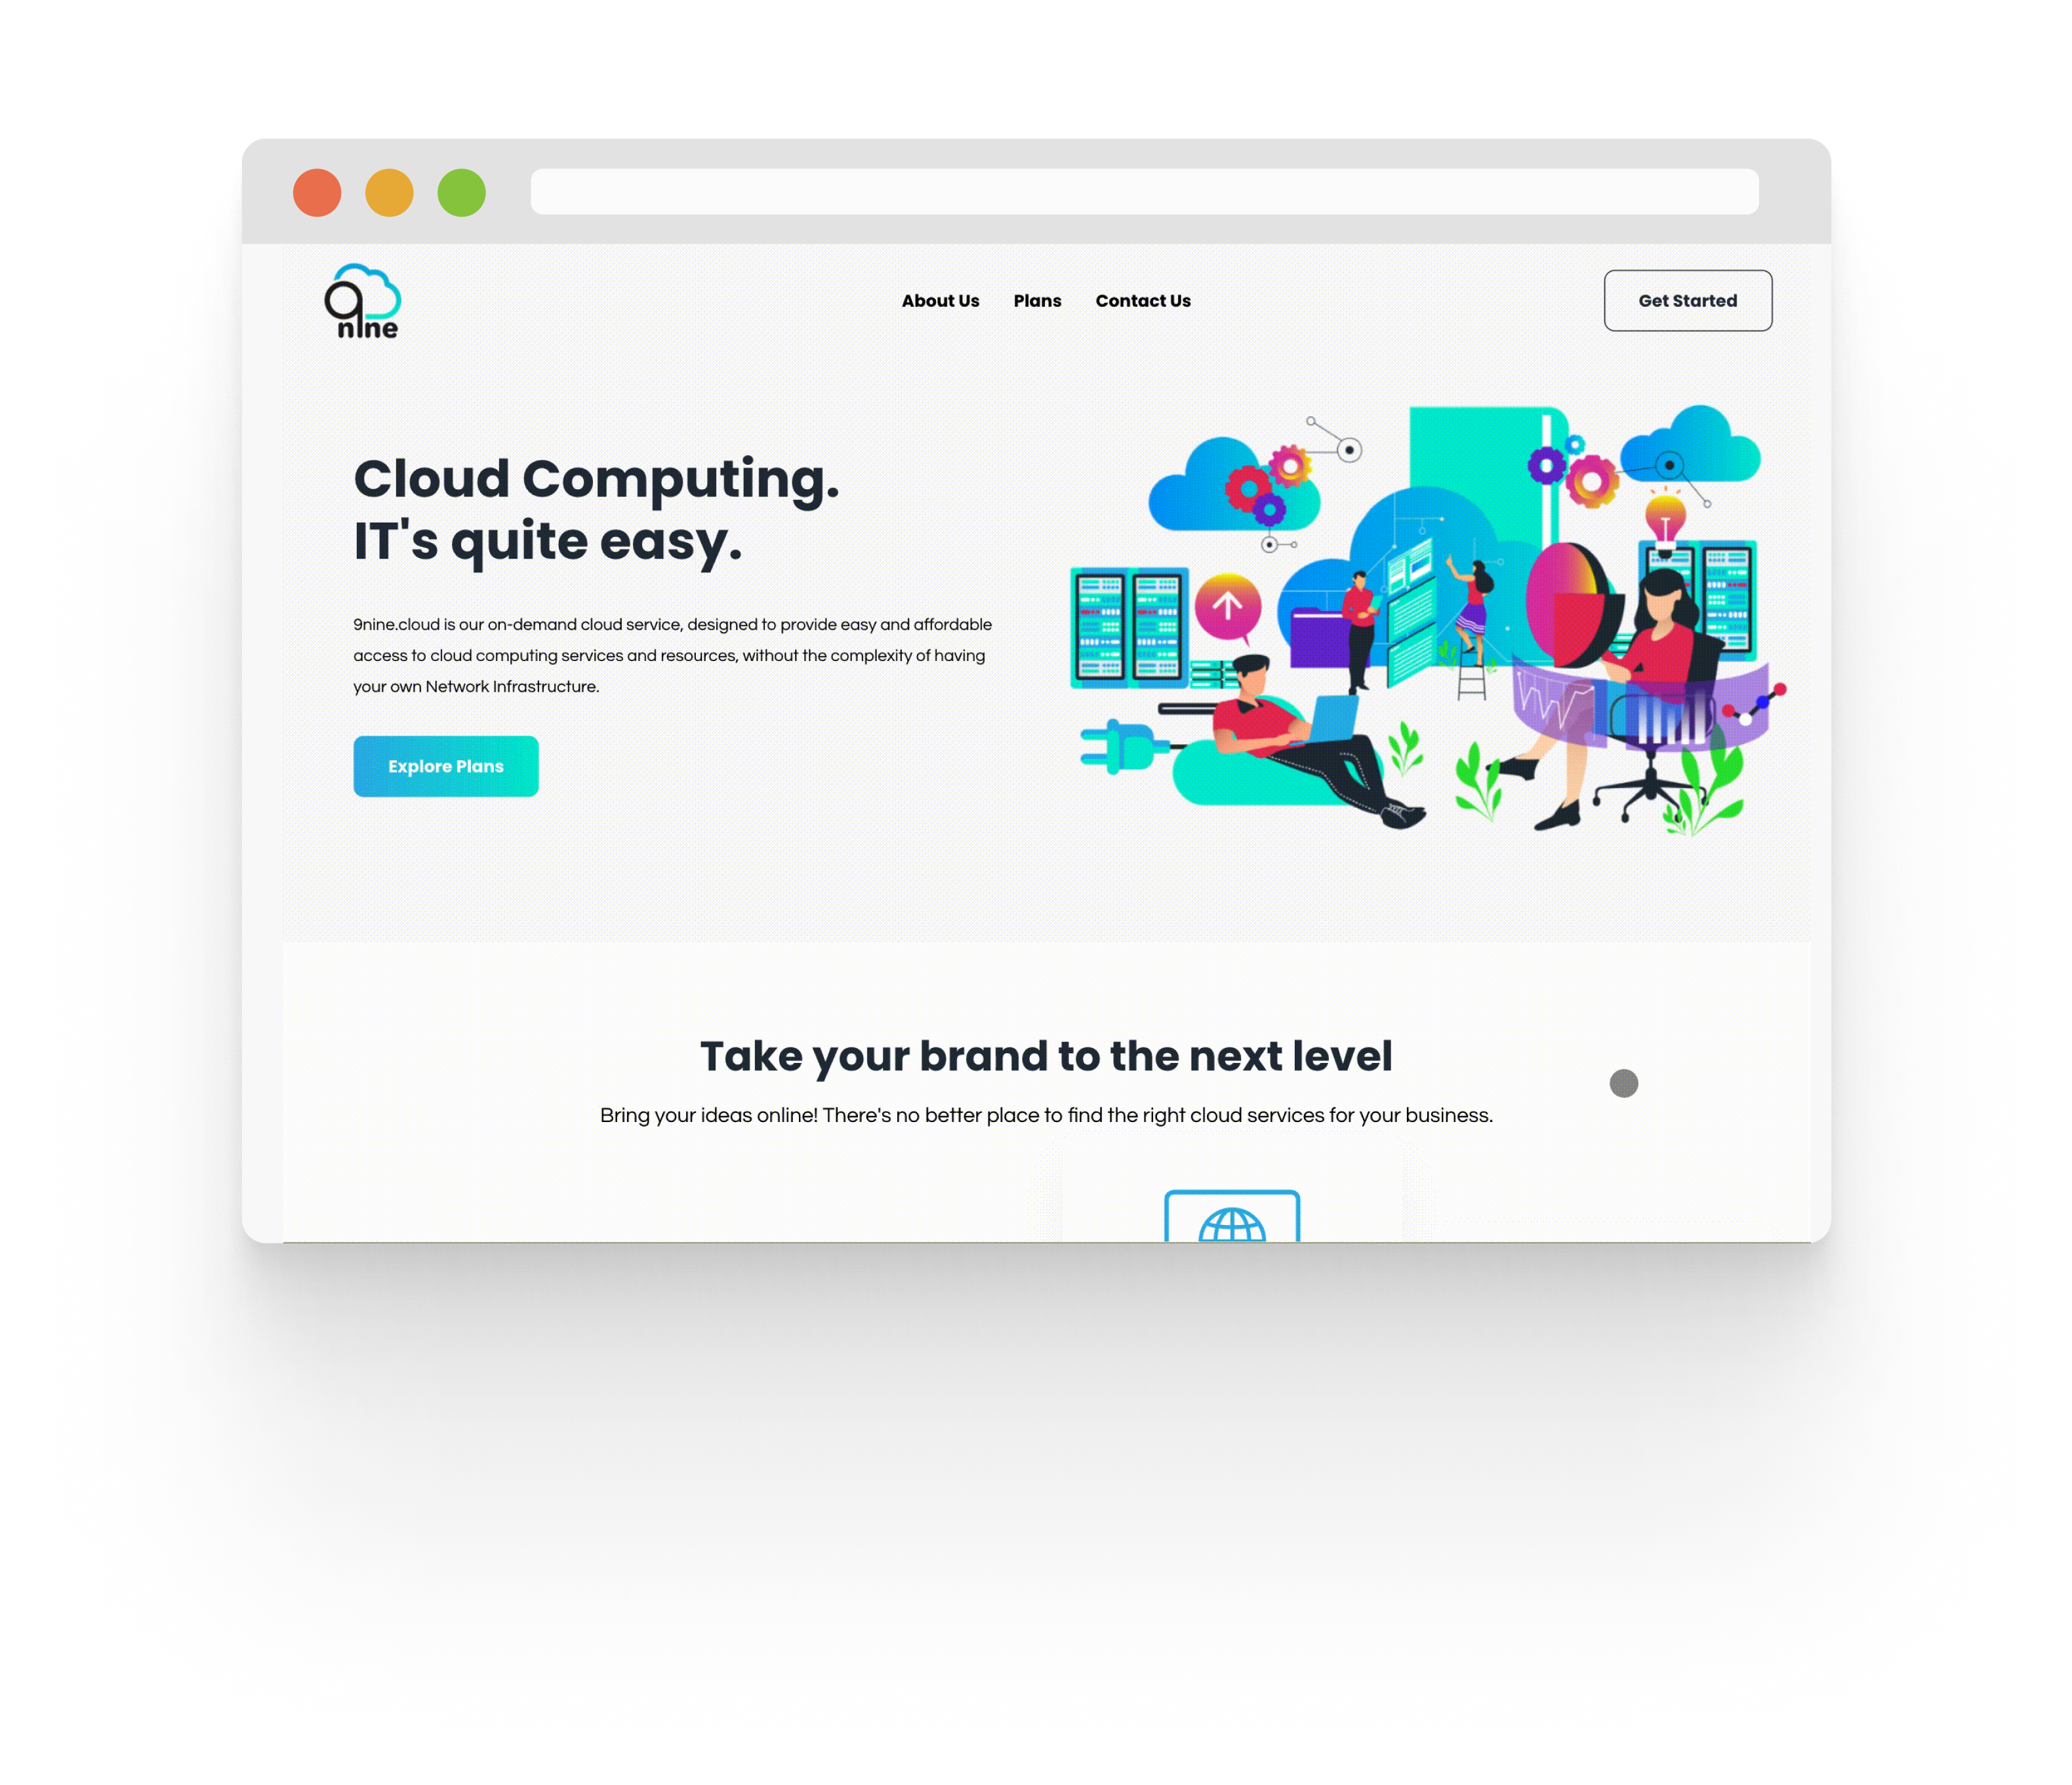 9
nine
About Us
Plans
Contact Us
Get Started
Cloud Computing.
IT's quite easy.
9nine.cloud is our on-demand cloud service, designed to provide easy and affordable
access to cloud computing services and resources, without the complexity of having
your own Network Infrastructure.
Explore Plans
Take your brand to the next level
Bring your ideas online! There's no better place to find the right cloud services for your business.